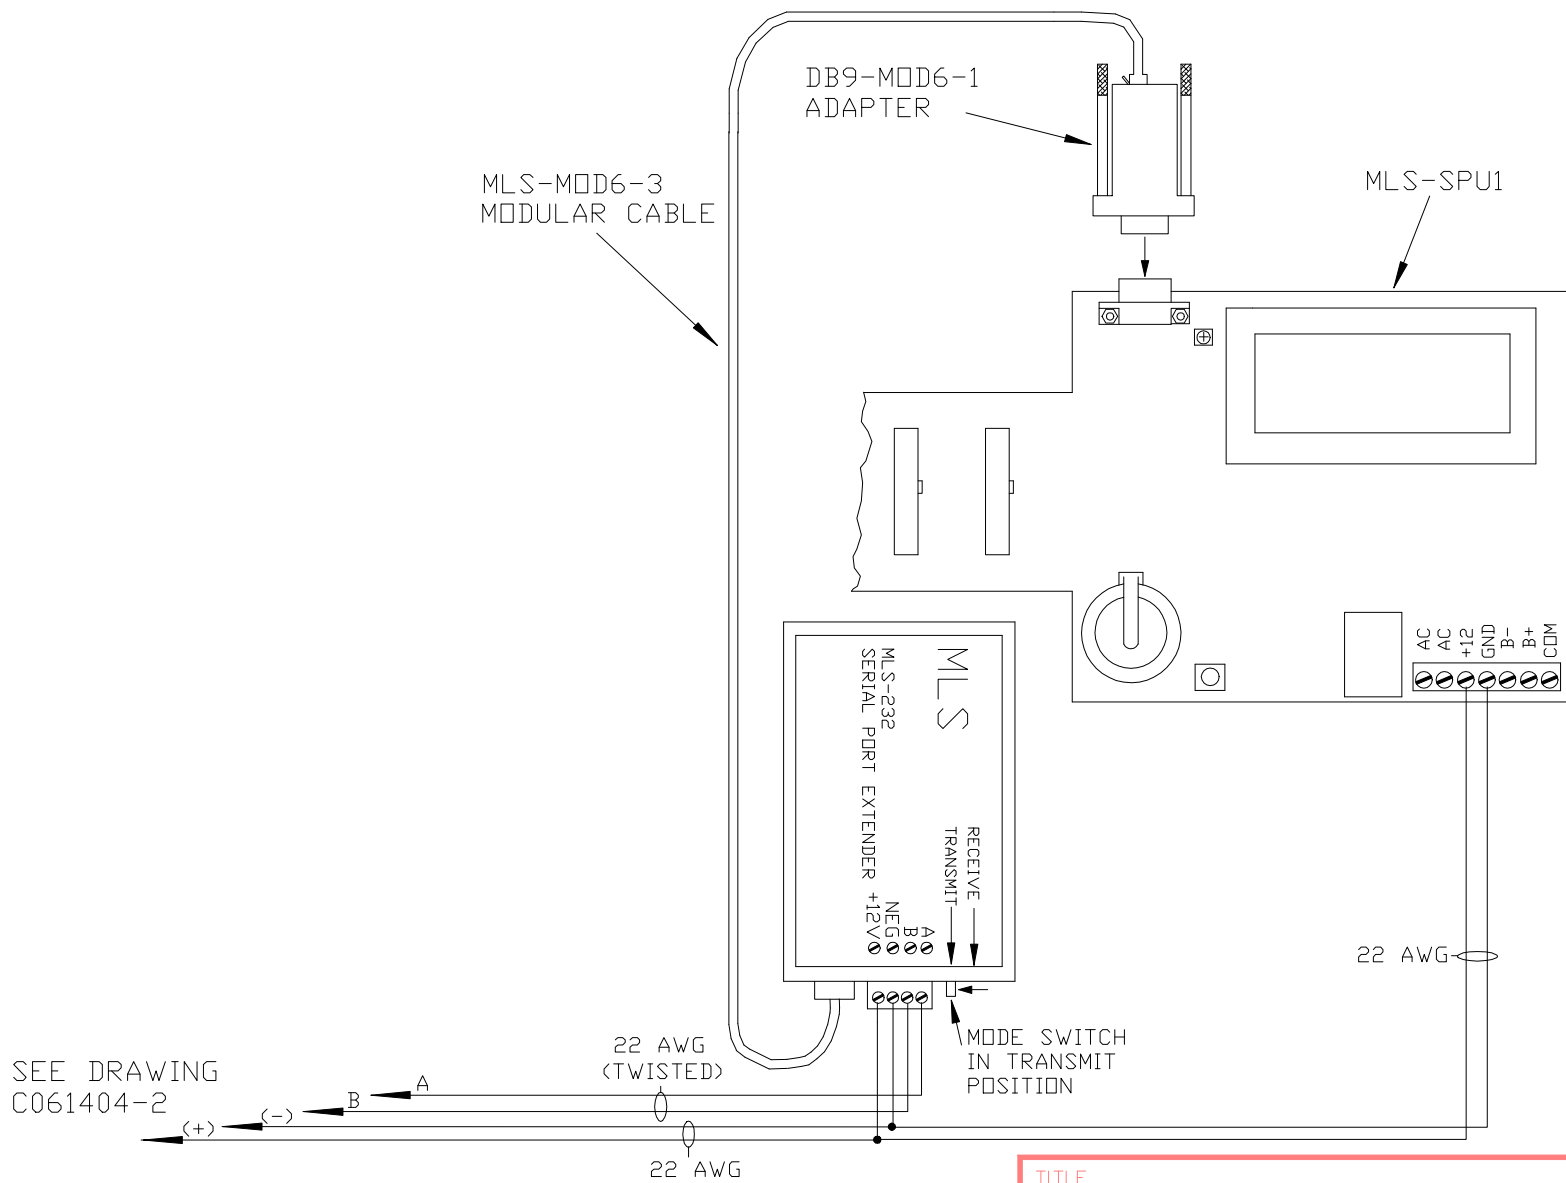 DB9-MOD6-1
ADAPTER
MLS-MOD6-3
MODULAR CABLE
MLS-SPU1
AC
AC
+12
GND
B-
B+
COM
MLS
MLS-232
SERIAL PORT EXTENDER
RECEIVE
TRANSMIT
+12V
NEG
B
A
22 AWG
MODE SWITCH
IN TRANSMIT
POSITION
22 AWG
(TWISTED)
SEE DRAWING
C061404-2
A
B
(-)
(+)
22 AWG
TITLE